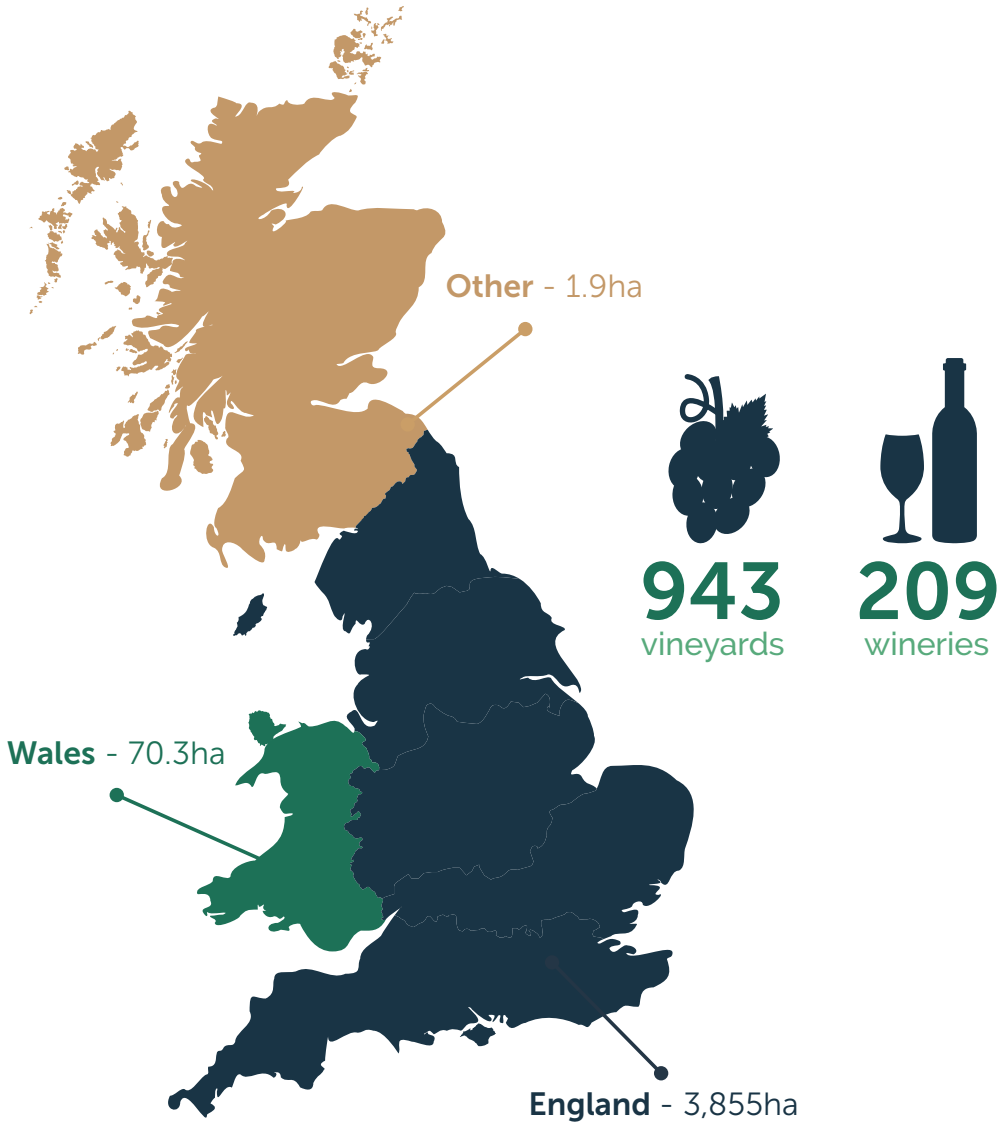 Other - 1.9ha
943
vineyards
209
wineries
Wales - 70.3ha
England - 3,855ha